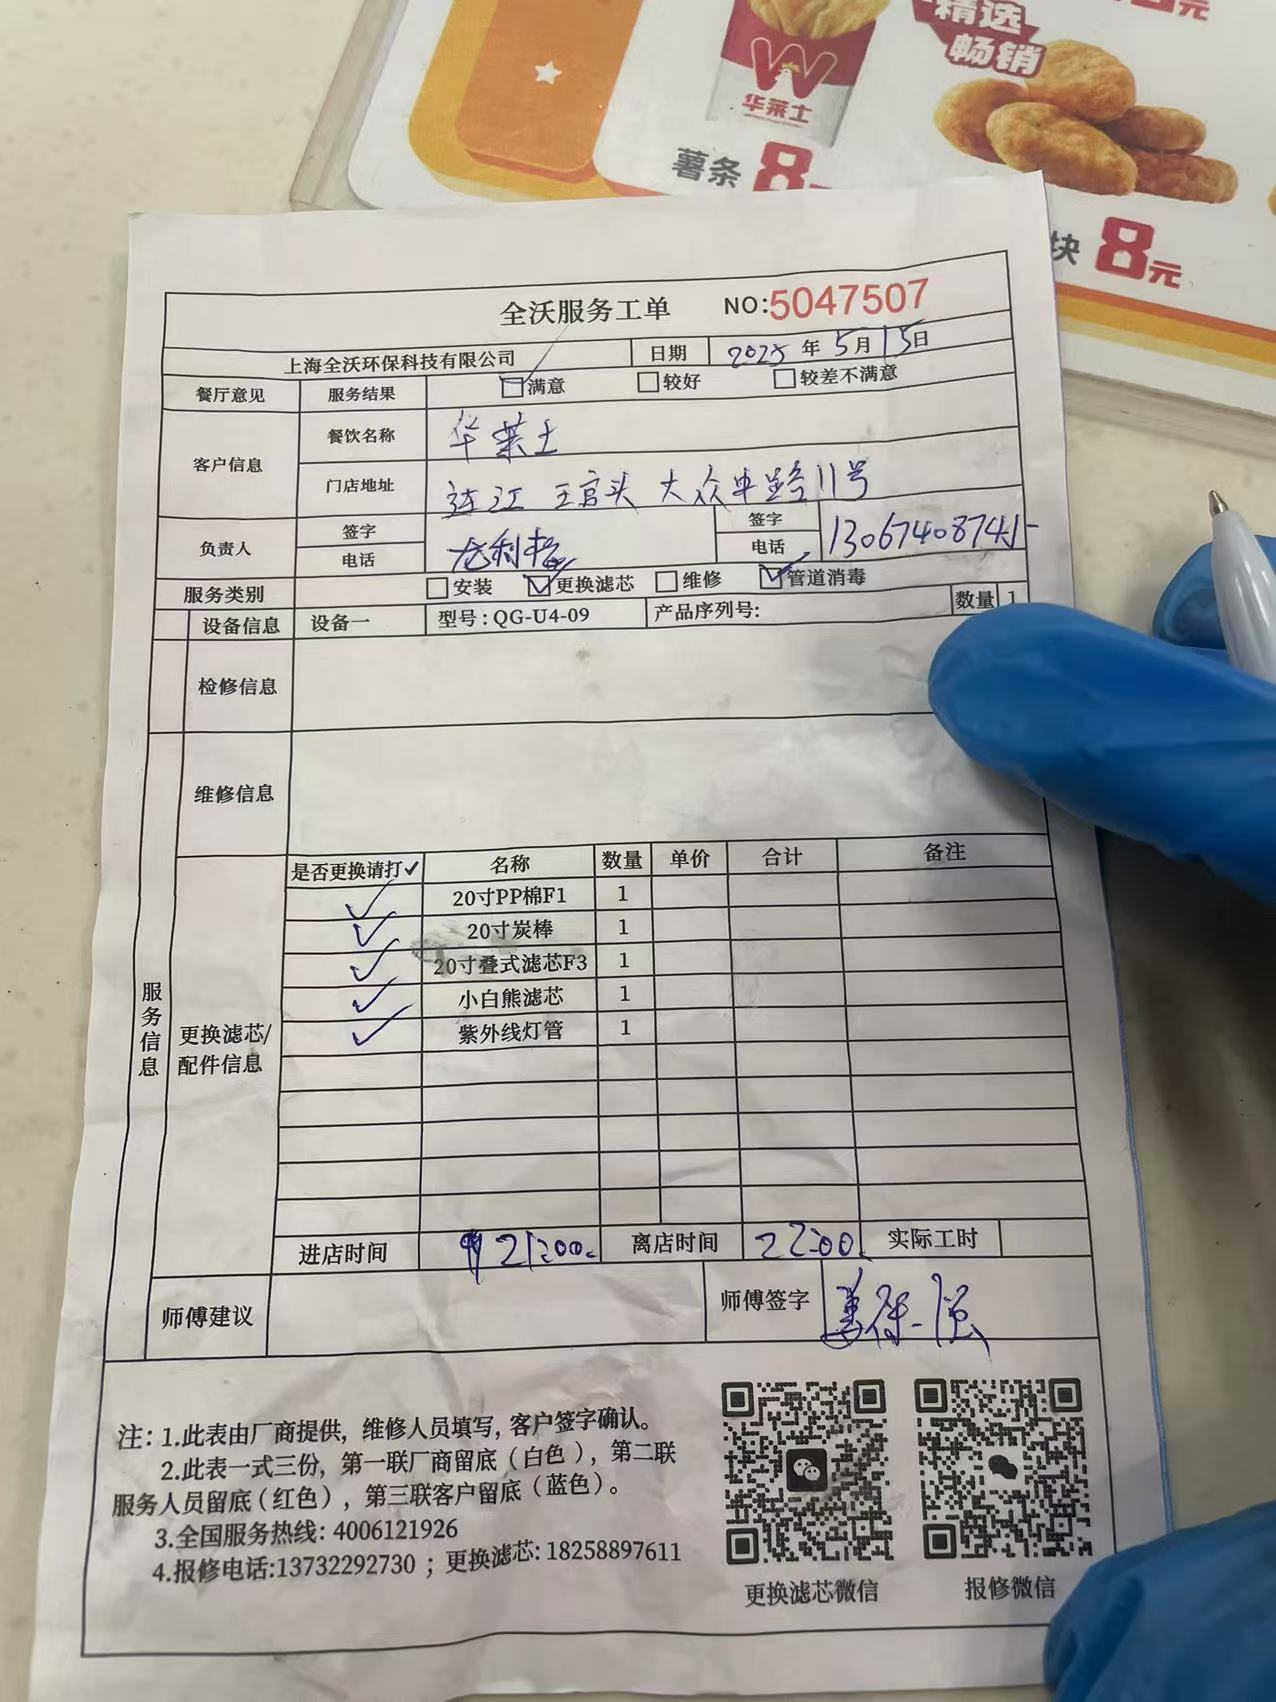 精选
畅销
华莱士
薯条 8
块 8元
全沃服务工单 NO:5047507
上海全沃环保科技有限公司 日期 2025 年 5 月 15 日
餐厅意见 服务结果 满意 较好 较差不满意
客户信息 餐饮名称 华莱士
门店地址 连江 王官头 大众中路11号
负责人 签字 签字
电话 电话
服务类别 安装 更换滤芯 维修 管道消毒
设备信息 设备一 型号:QG-U4-09 产品序列号: 数量 1
检修信息
维修信息
服务信息
更换滤芯/配件信息
是否更换请打✓ 名称 数量 单价 合计 备注
✓ 20寸PP棉F1 1
✓ 20寸炭棒 1
✓ 20寸叠式滤芯F3 1
✓ 小白熊滤芯 1
✓ 紫外线灯管 1
进店时间 21:00 离店时间 22:00 实际工时
师傅建议 师傅签字
注: 1.此表由厂商提供, 维修人员填写, 客户签字确认。
2.此表一式三份, 第一联厂商留底(白色), 第二联
服务人员留底(红色), 第三联客户留底(蓝色)。
3.全国服务热线: 4006121926
4.报修电话:13732292730 ; 更换滤芯: 18258897611
更换滤芯微信 报修微信